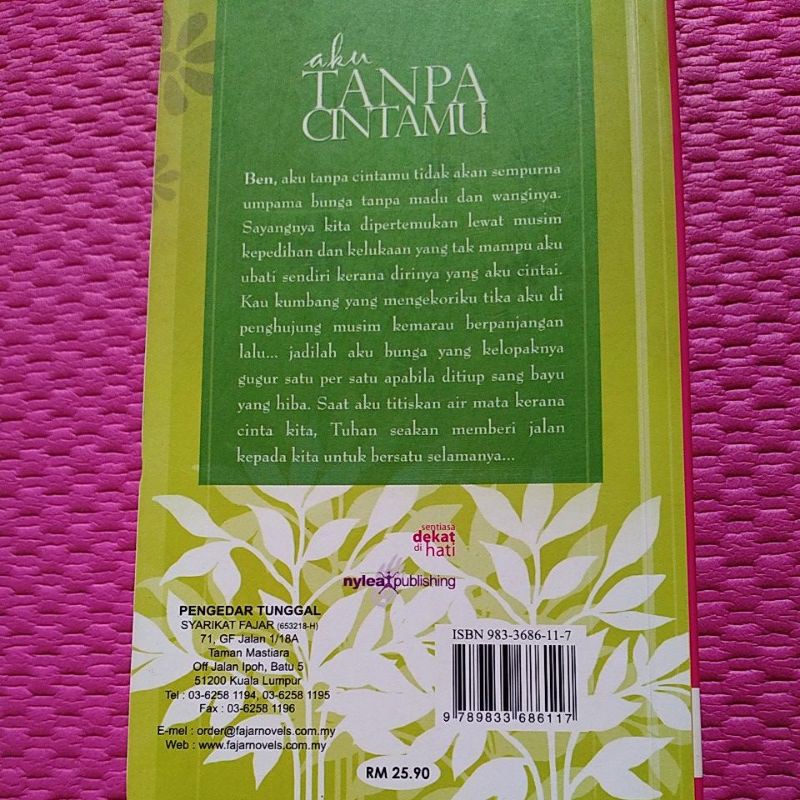 aku
TANPA
CINTAMU
Ben, aku tanpa cintamu tidak akan sempurna
umpama bunga tanpa madu dan wanginya.
Sayangnya kita dipertemukan lewat musim
kepedihan dan kelukaan yang tak mampu aku
ubati sendiri kerana dirinya yang aku cintai.
Kau kumbang yang mengekoriku tika aku di
penghujung musim kemarau berpanjangan
lalu... jadilah aku bunga yang kelopaknya
gugur satu per satu apabila ditiup sang bayu
yang hiba. Saat aku titiskan air mata kerana
cinta kita, Tuhan seakan memberi jalan
kepada kita untuk bersatu selamanya...
sentiasa
dekat
di hati
nylea publishing
PENGEDAR TUNGGAL
SYARIKAT FAJAR (653218-H)
71, GF Jalan 1/18A
Taman Mastiara
Off Jalan Ipoh, Batu 5
51200 Kuala Lumpur
Tel : 03-6258 1194, 03-6258 1195
Fax : 03-6258 1196
E-mel : order@fajarnovels.com.my
Web : www.fajarnovels.com.my
ISBN 983-3686-11-7
9 789833 686117
RM 25.90